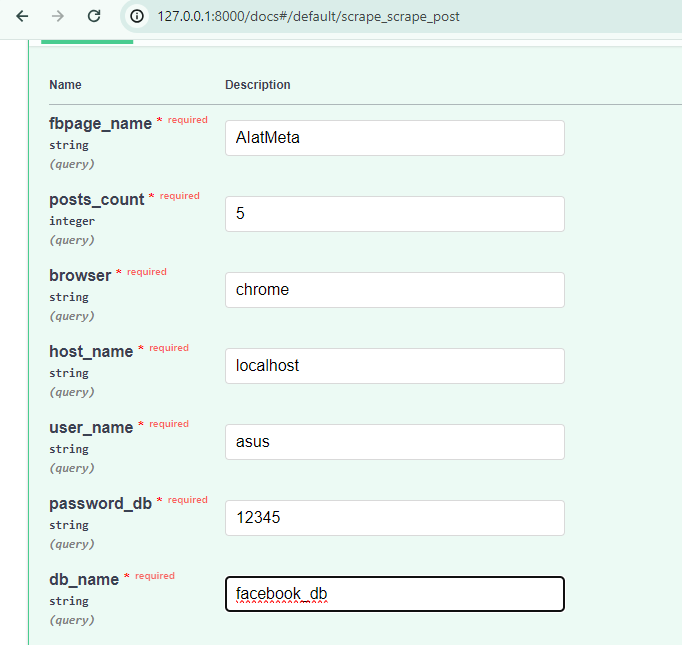 127.0.0.1:8000/docs#/default/scrape_scrape_post
Name Description
fbpage_name * required
string
(query)
AIatMeta
posts_count * required
integer
(query)
5
browser * required
string
(query)
chrome
host_name * required
string
(query)
localhost
user_name * required
string
(query)
asus
password_db * required
string
(query)
12345
db_name * required
string
(query)
facebook_db